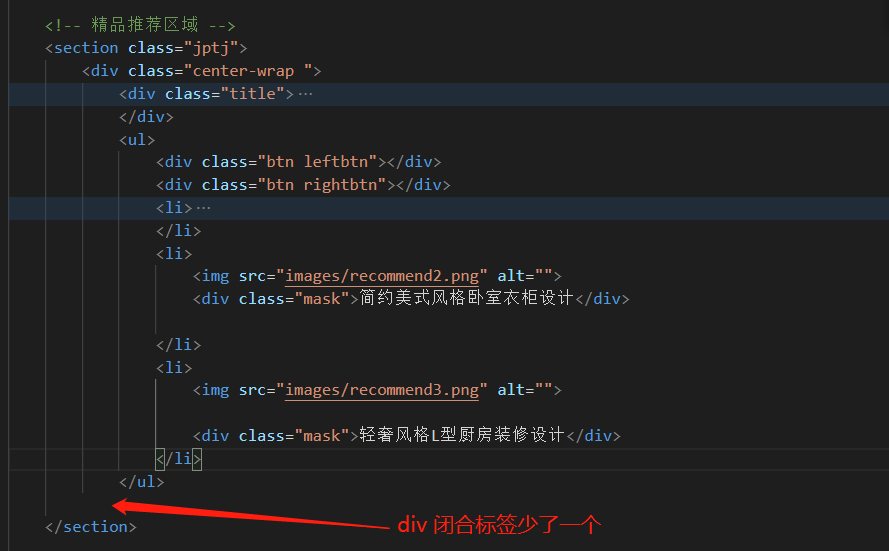 <!-- 精品推荐区域 -->
<section class="jptj">
<div class="center-wrap ">
<div class="title">…
</div>
<ul>
<div class="btn leftbtn"></div>
<div class="btn rightbtn"></div>
<li>…
</li>
<li>
<img src="images/recommend2.png" alt="">
<div class="mask">简约美式风格卧室衣柜设计</div>
</li>
<li>
<img src="images/recommend3.png" alt="">
<div class="mask">轻奢风格L型厨房装修设计</div>
</li>
</ul>
</section>
div 闭合标签少了一个